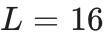 L = 16